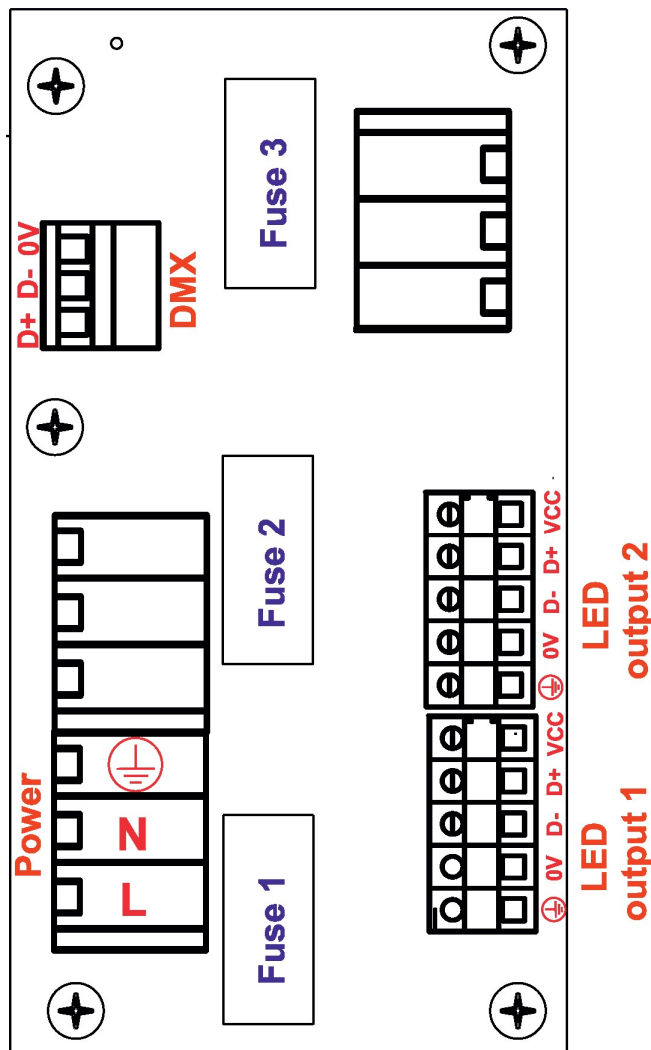 Fuse 3
D+ D- 0V
DMX
Fuse 2
⏚ 0V D- D+ VCC
LED
output 2
Power
L
N
⏚
Fuse 1
⏚ 0V D- D+ VCC
LED
output 1